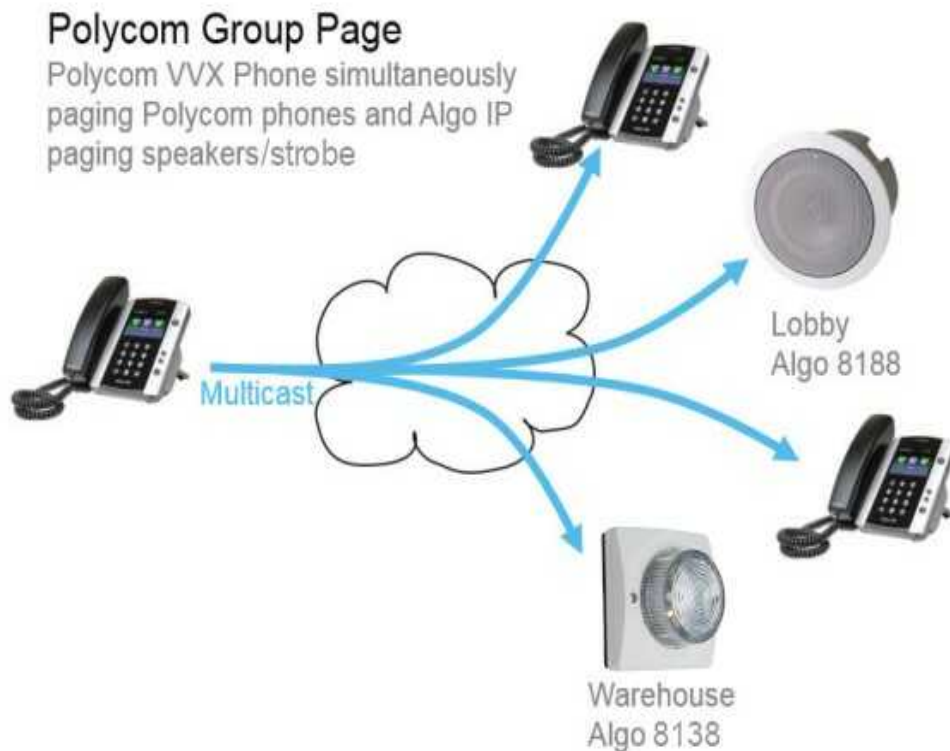 Polycom Group Page
Polycom VVX Phone simultaneously
paging Polycom phones and Algo IP
paging speakers/strobe
Multicast
Lobby
Algo 8188
Warehouse
Algo 8138